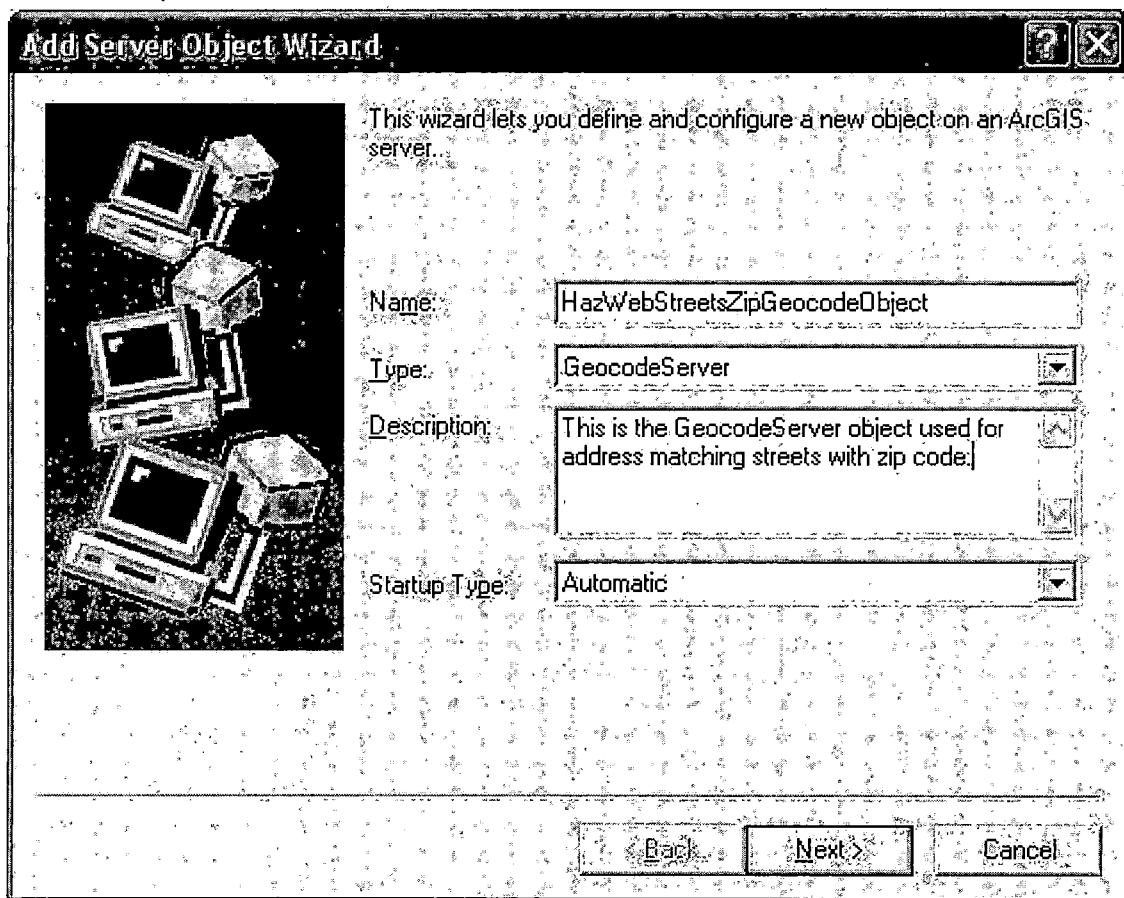 Add Server Object Wizard
This wizard lets you define and configure a new object on an ArcGIS
server.
Name: HazWebStreetsZipGeocodeObject
Type: GeocodeServer
Description: This is the GeocodeServer object used for
address matching streets with zip code.
Startup Type: Automatic
< Back Next > Cancel